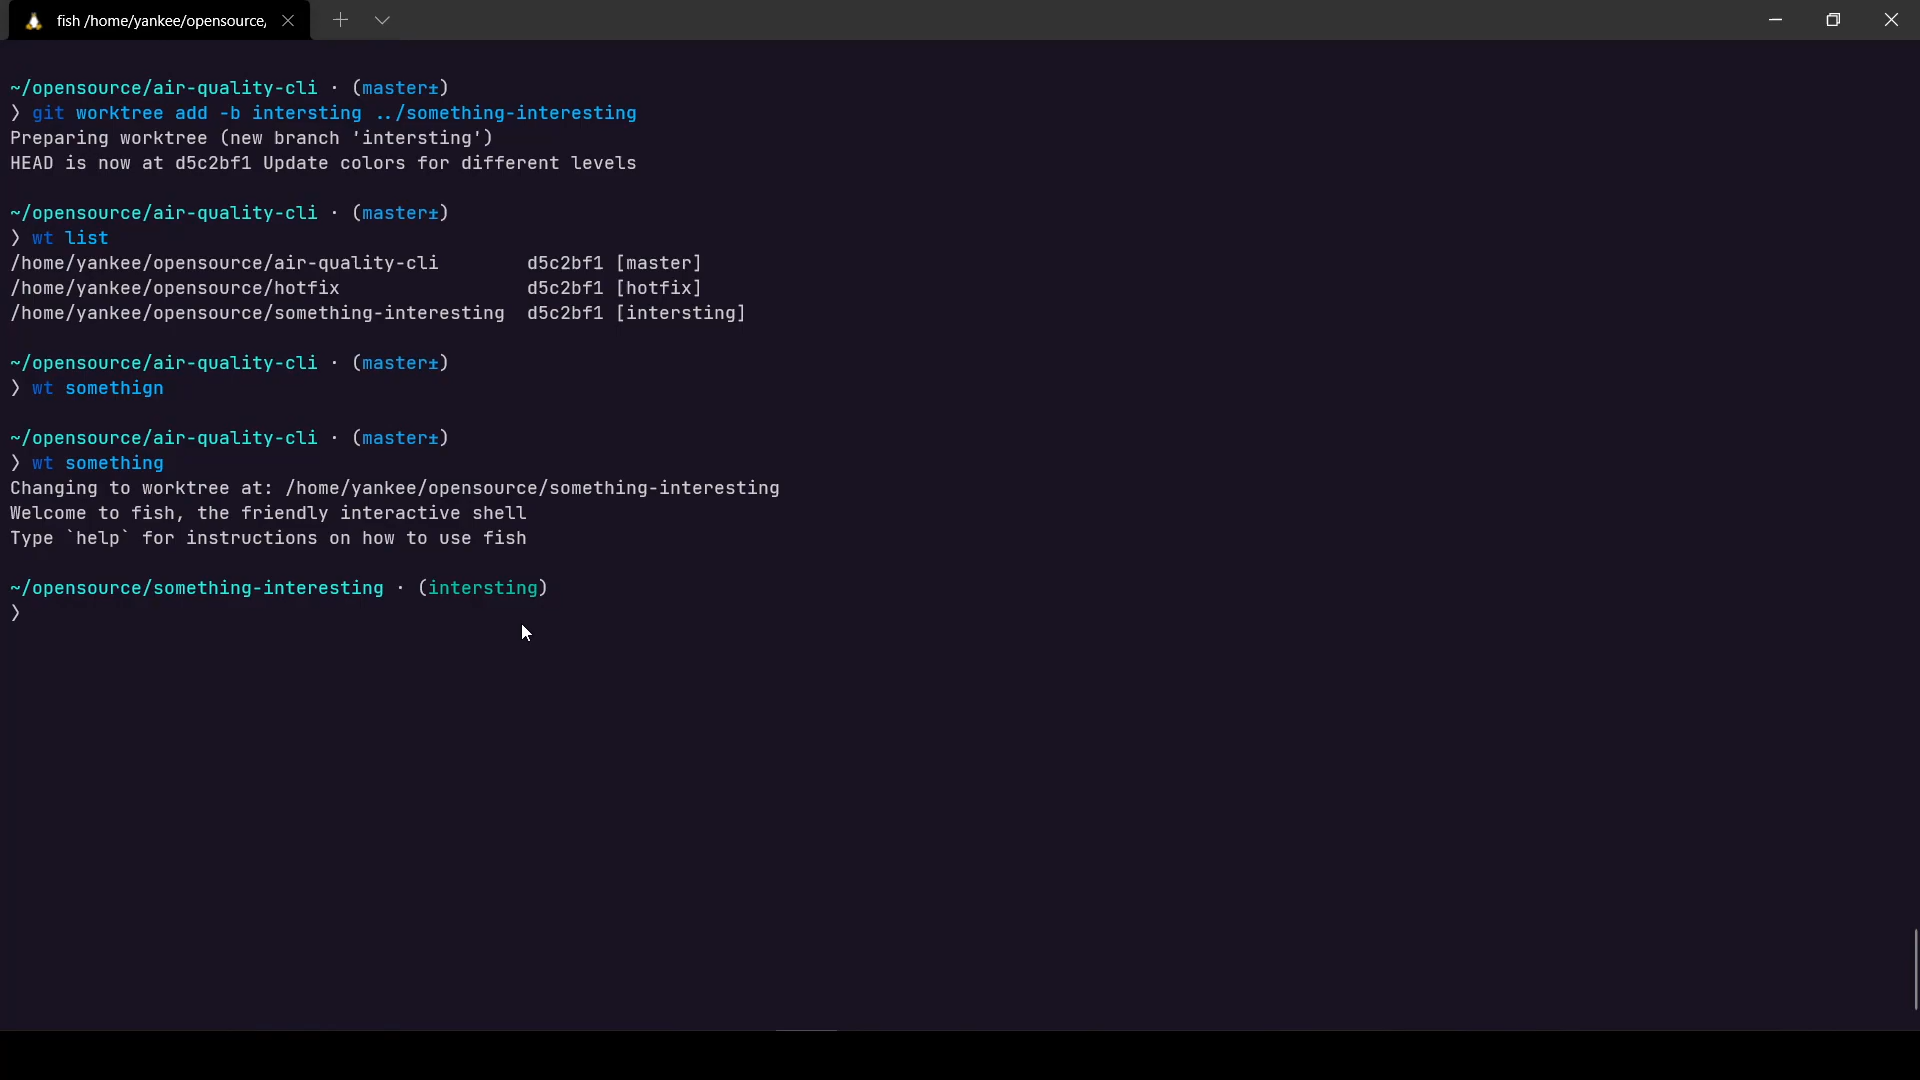 fish /home/yankee/opensource,
~/opensource/air-quality-cli · (master±)
❯ git worktree add -b intersting ../something-interesting
Preparing worktree (new branch 'intersting')
HEAD is now at d5c2bf1 Update colors for different levels
~/opensource/air-quality-cli · (master±)
❯ wt list
/home/yankee/opensource/air-quality-cli        d5c2bf1 [master]
/home/yankee/opensource/hotfix                 d5c2bf1 [hotfix]
/home/yankee/opensource/something-interesting  d5c2bf1 [intersting]
~/opensource/air-quality-cli · (master±)
❯ wt somethign
~/opensource/air-quality-cli · (master±)
❯ wt something
Changing to worktree at: /home/yankee/opensource/something-interesting
Welcome to fish, the friendly interactive shell
Type `help` for instructions on how to use fish
~/opensource/something-interesting · (intersting)
❯